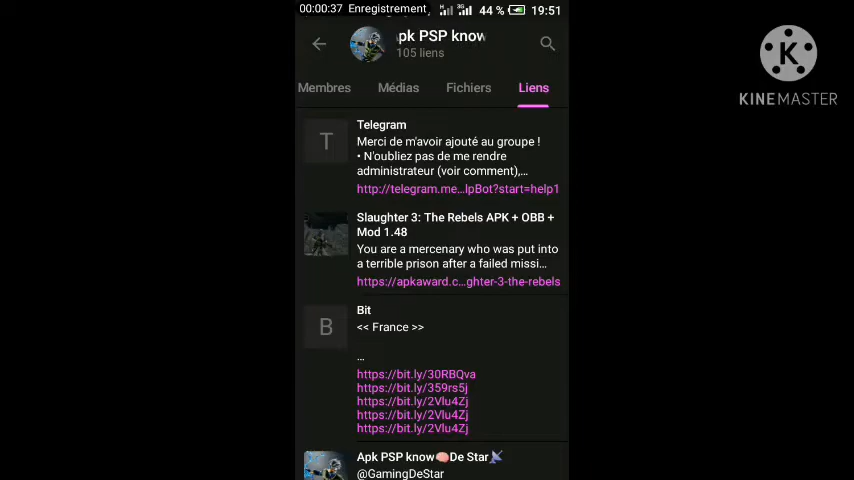 00:00:37 Enregistrement
H 3G 44 % 19:51
pk PSP know
105 liens
Membres Médias Fichiers Liens
T
Telegram
Merci de m'avoir ajouté au groupe !
• N'oubliez pas de me rendre
administrateur (voir comment),...
http://telegram.me...lpBot?start=help1
Slaughter 3: The Rebels APK + OBB +
Mod 1.48
You are a mercenary who was put into
a terrible prison after a failed missi...
https://apkaward.c...ghter-3-the-rebels
B
Bit
<< France >>
...
https://bit.ly/30RBQva
https://bit.ly/359rs5j
https://bit.ly/2Vlu4Zj
https://bit.ly/2Vlu4Zj
https://bit.ly/2Vlu4Zj
Apk PSP know🧠De Star📡
@GamingDeStar
K
KINEMASTER